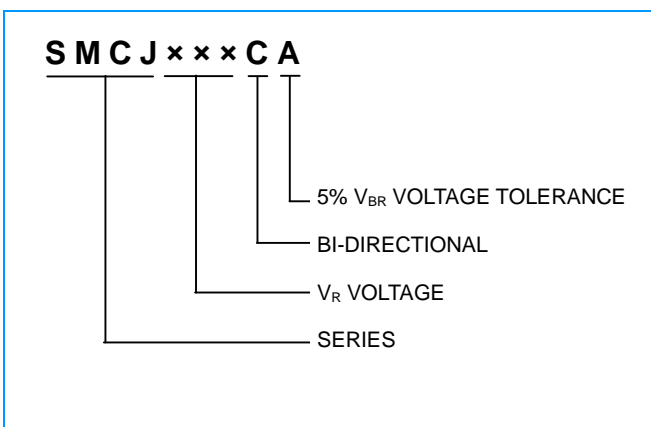 SMCJ×××CA
5% VBR VOLTAGE TOLERANCE
BI-DIRECTIONAL
VR VOLTAGE
SERIES